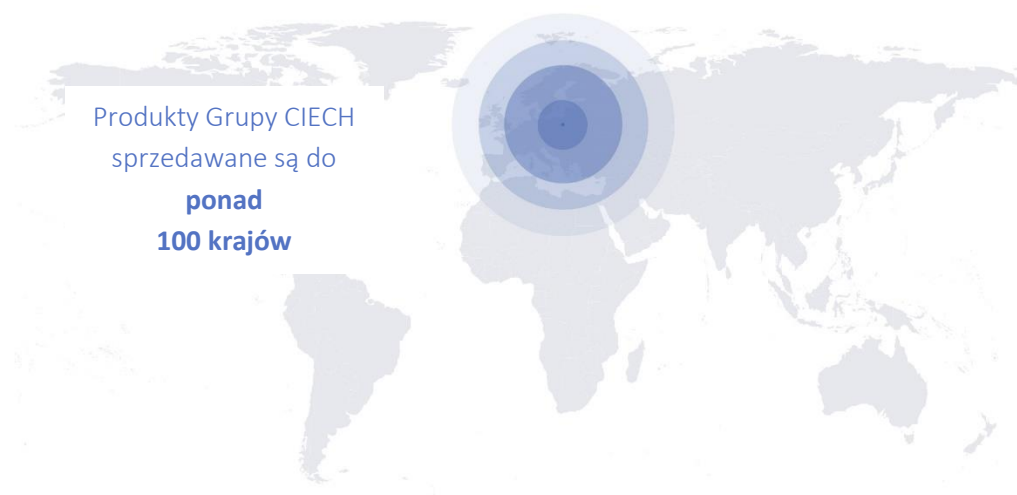 Produkty Grupy CIECH
sprzedawane są do
ponad
100 krajów